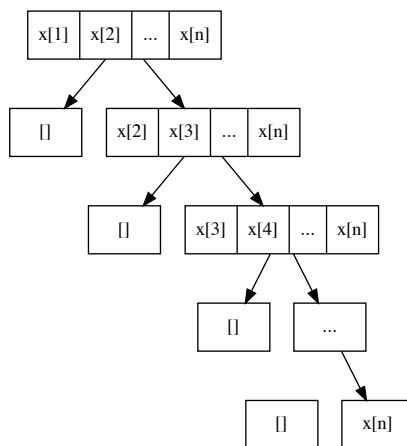 x[1] x[2] ... x[n]
[] x[2] x[3] ... x[n]
[] x[3] x[4] ... x[n]
[] ...
[] x[n]